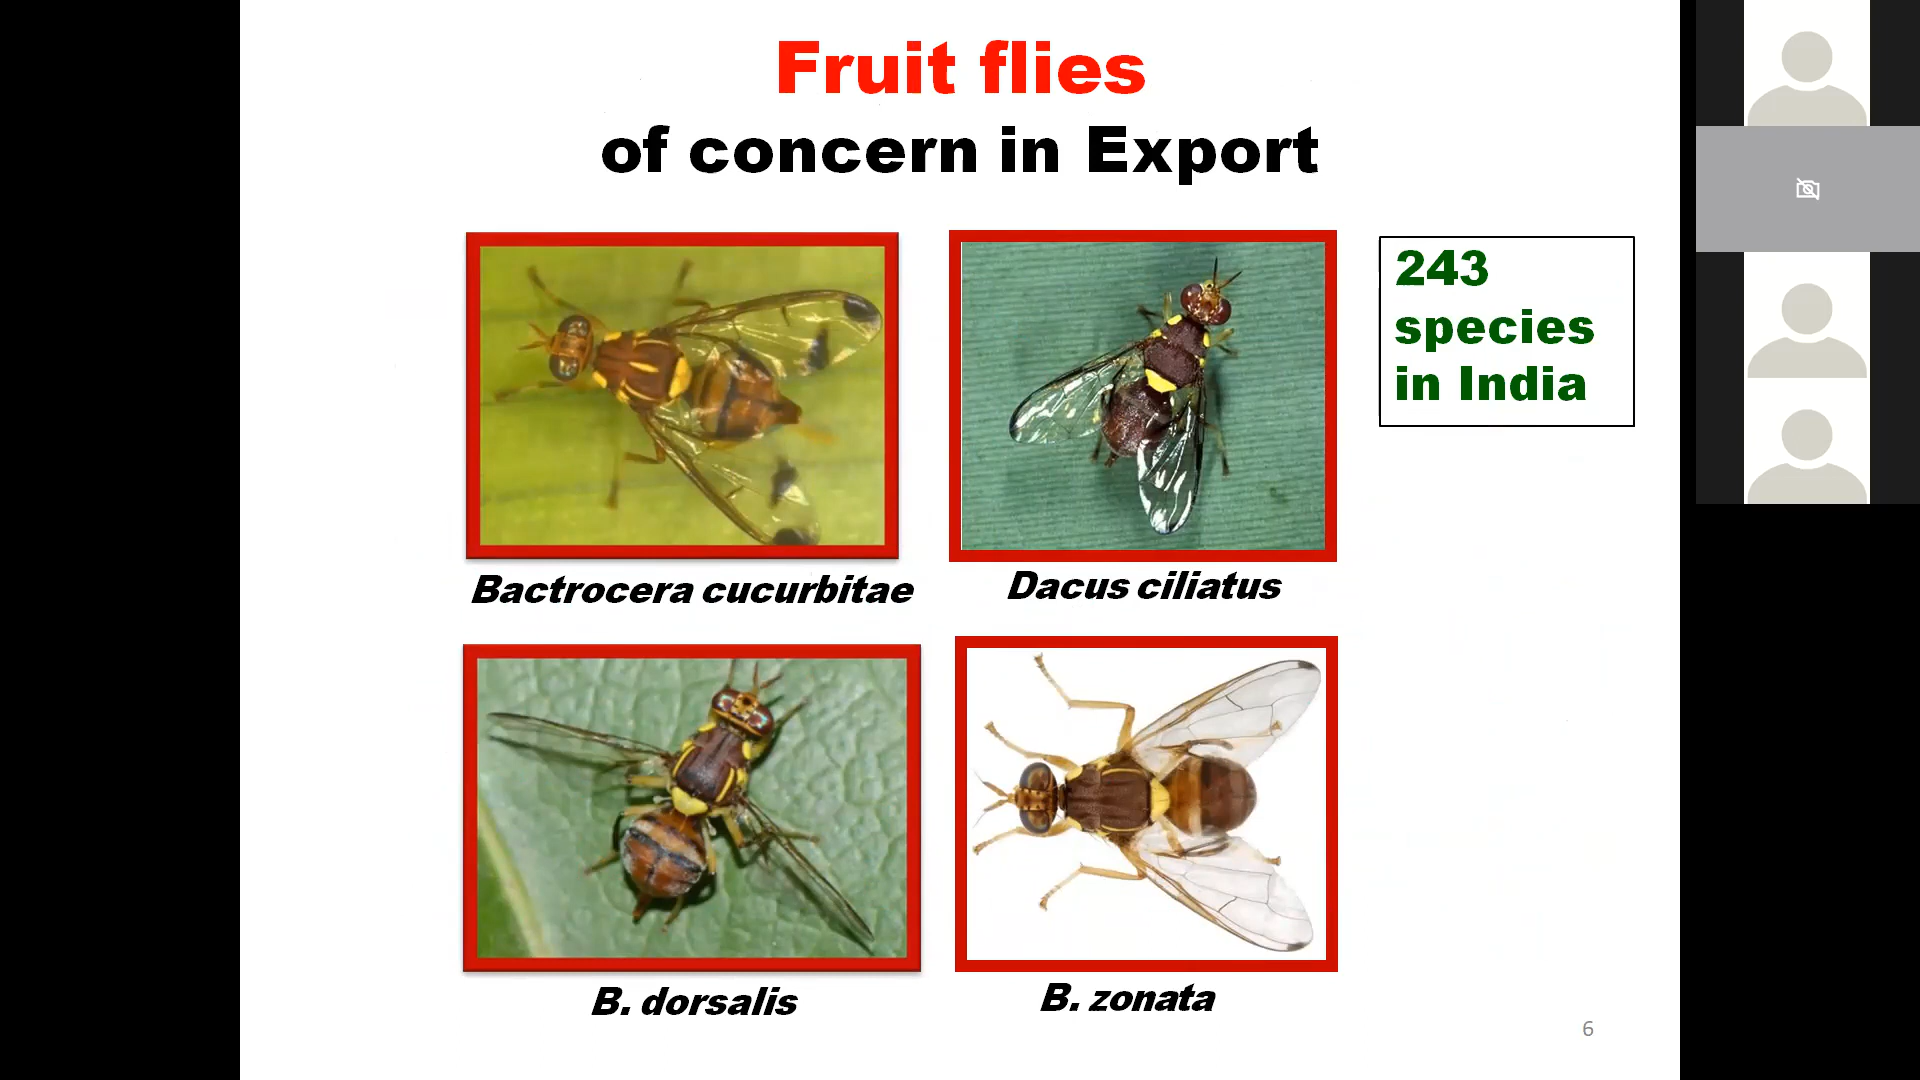 Fruit flies
of concern in Export
243
species
in India
Bactrocera cucurbitae
Dacus ciliatus
B. dorsalis
B. zonata
6